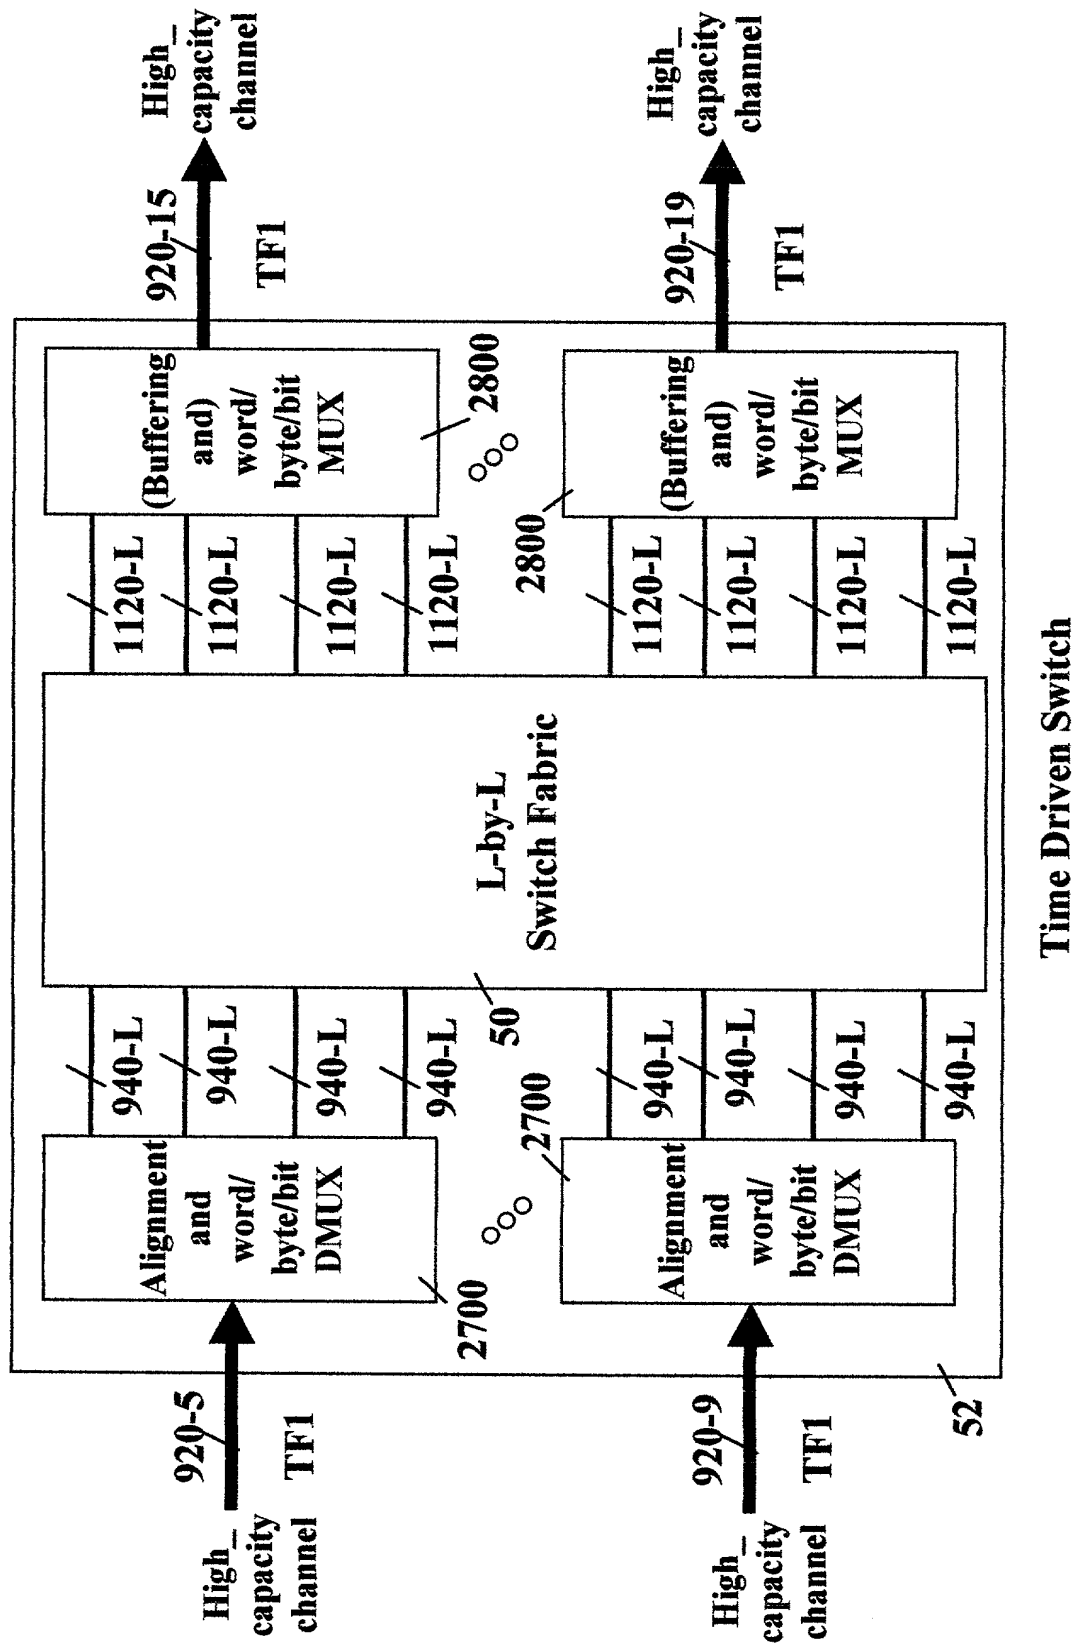 High_
capacity
channel
920-5
TF1
Alignment
and
word/
byte/bit
DMUX
2700
940-L
940-L
940-L
940-L
L-by-L
Switch Fabric
50
1120-L
1120-L
1120-L
1120-L
(Buffering
and)
word/
byte/bit
MUX
2800
920-15
TF1
High_
capacity
channel
High_
capacity
channel
920-9
TF1
Alignment
and
word/
byte/bit
DMUX
2700
940-L
940-L
940-L
940-L
1120-L
1120-L
1120-L
1120-L
(Buffering
and)
word/
byte/bit
MUX
2800
920-19
TF1
High_
capacity
channel
52
Time Driven Switch